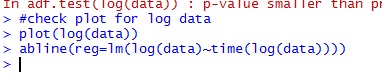 In adf.test(log(data)) : p-value smaller than pr
> #check plot for log data
> plot(log(data))
> abline(reg=lm(log(data)~time(log(data))))
>